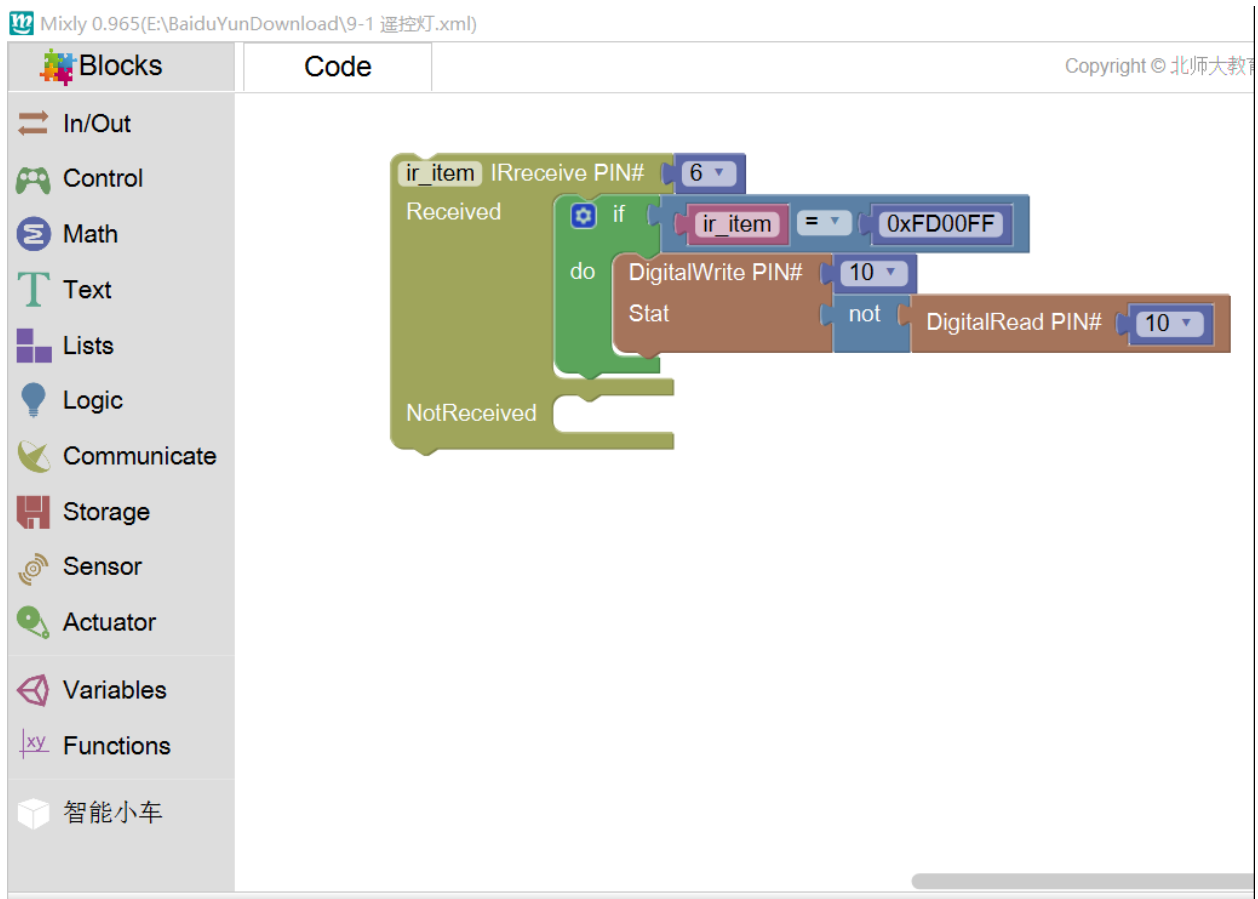 Mixly 0.965(E:\BaiduYunDownload\9-1 遥控灯.xml)
Blocks
Code
Copyright © 北师大教育
In/Out
Control
Math
Text
Lists
Logic
Communicate
Storage
Sensor
Actuator
Variables
xy Functions
智能小车
ir_item IRreceive PIN# 6
Received
if ir_item = 0xFD00FF
do DigitalWrite PIN# 10
Stat not DigitalRead PIN# 10
NotReceived